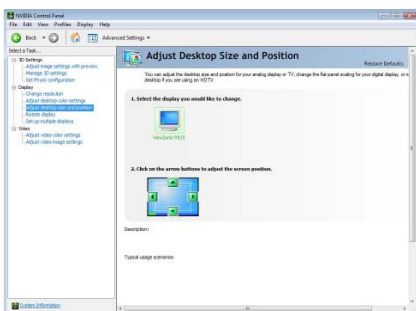 NVIDIA Control Panel
File Edit View Profiles Display Help
Back
Advanced Settings
Select a Task...
3D Settings
Adjust image settings with preview
Manage 3D settings
Set PhysX configuration
Display
Change resolution
Adjust desktop color settings
Adjust desktop size and position
Rotate display
Set up multiple displays
Video
Adjust video color settings
Adjust video image settings
System Information
Adjust Desktop Size and Position
Restore Defaults
You can adjust the desktop size and position for your analog display or TV, change the flat panel scaling for your digital display, or
desktop if you are using an HDTV.
1. Select the display you would like to change.
ViewSonic
2. Click on the arrow buttons to adjust the screen position.
Description:
Typical usage scenarios: